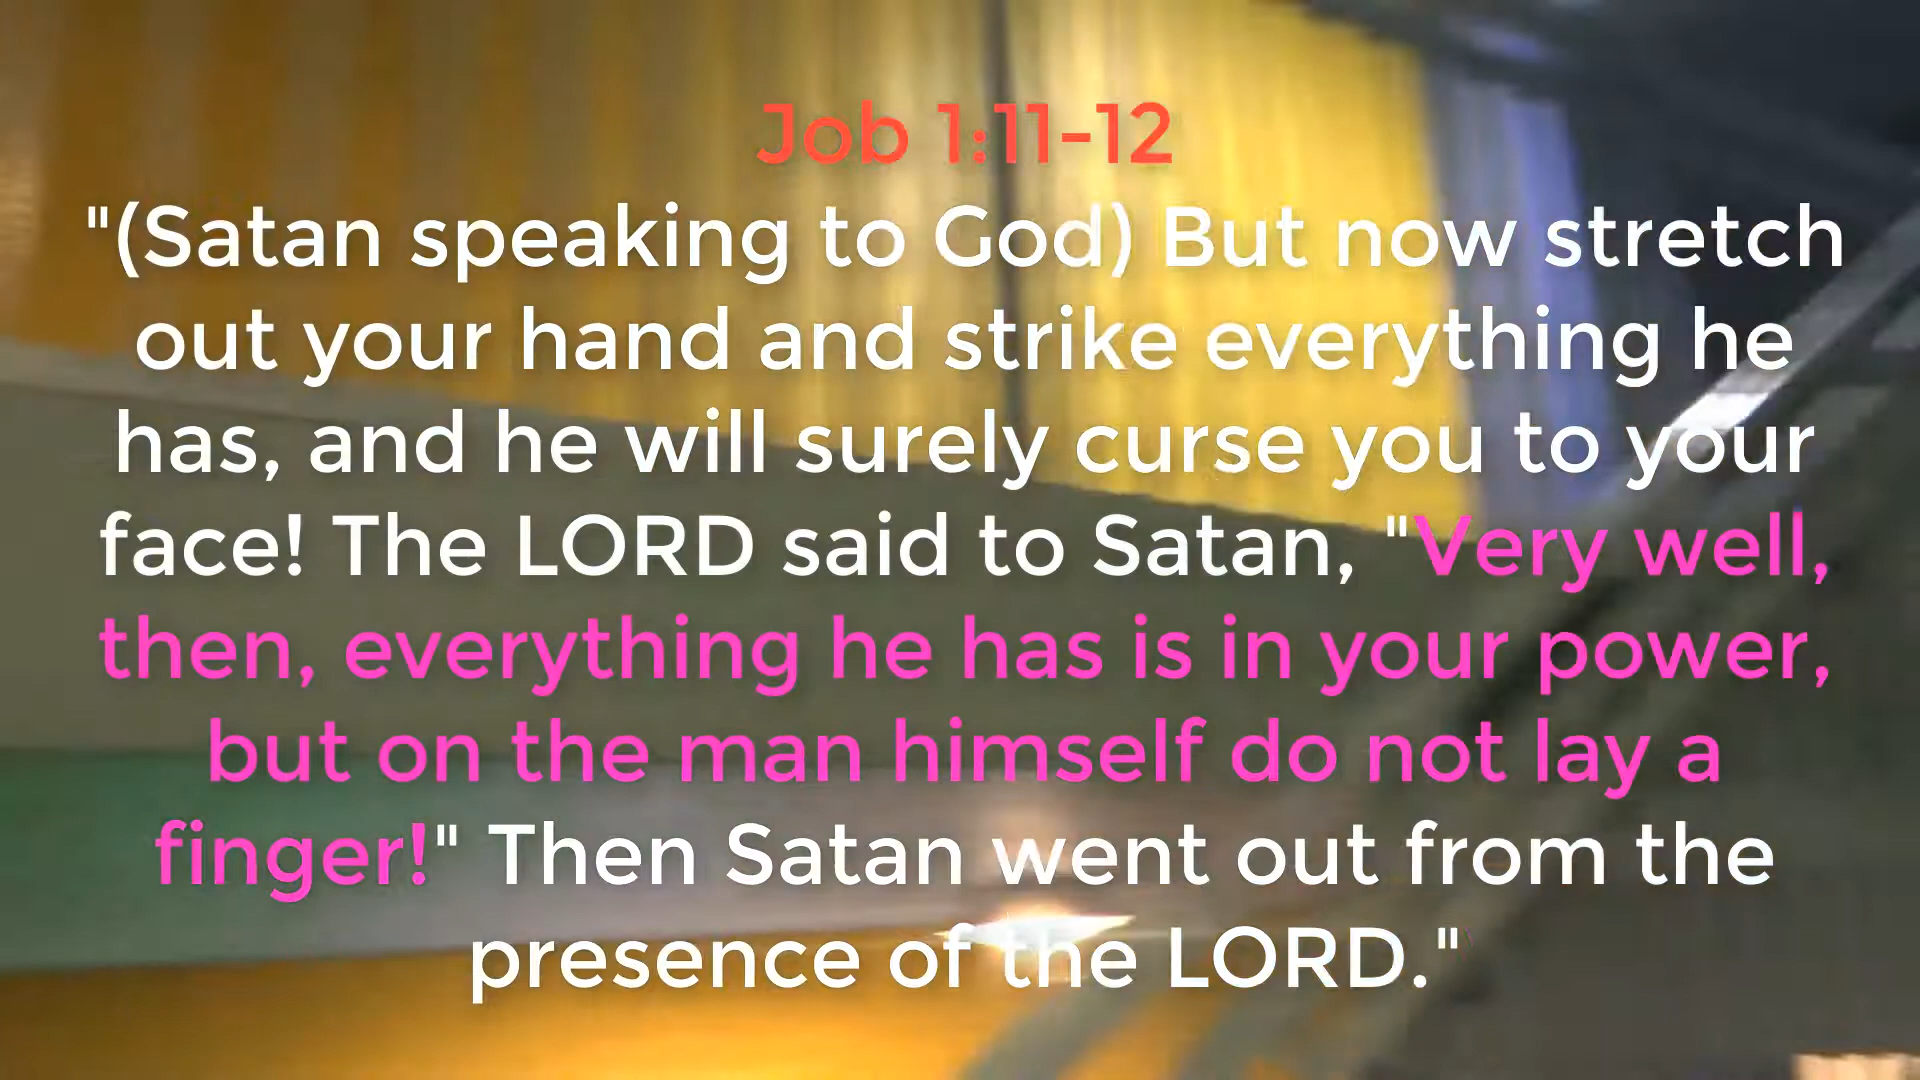 Job 1:11-12
"(Satan speaking to God) But now stretch
out your hand and strike everything he
has, and he will surely curse you to your
face! The LORD said to Satan, "Very well,
then, everything he has is in your power,
but on the man himself do not lay a
finger!" Then Satan went out from the
presence of the LORD."